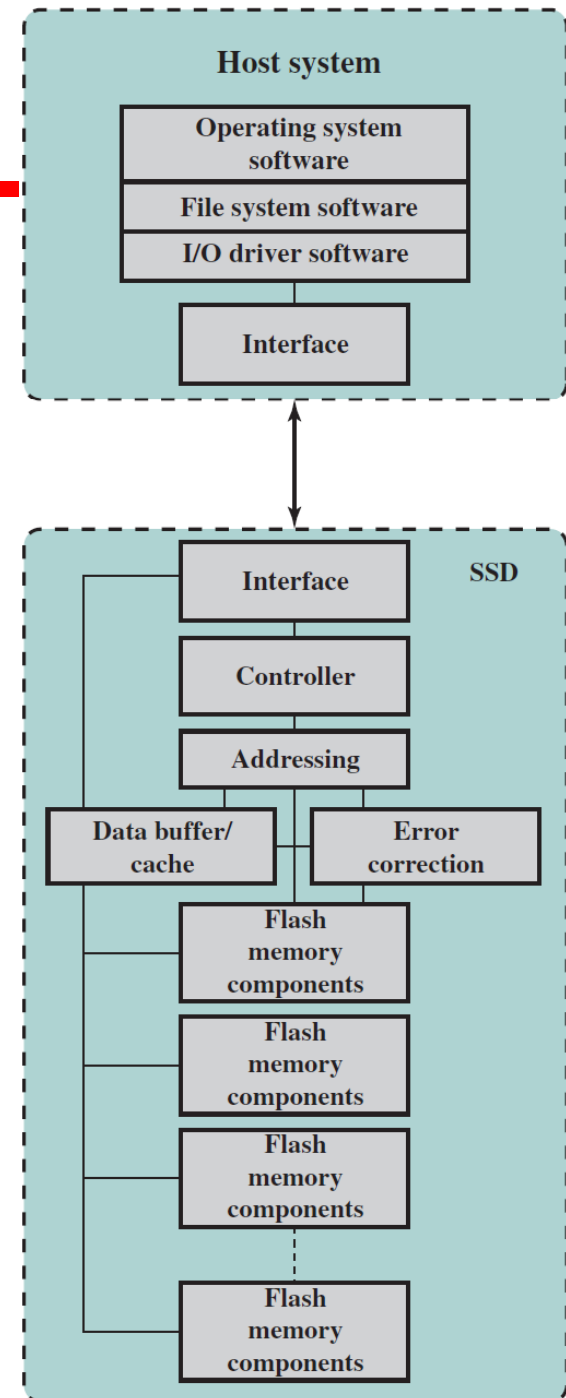 Host system
Operating system
software
File system software
I/O driver software
Interface
Interface
SSD
Controller
Addressing
Data buffer/
cache
Error
correction
Flash
memory
components
Flash
memory
components
Flash
memory
components
Flash
memory
components